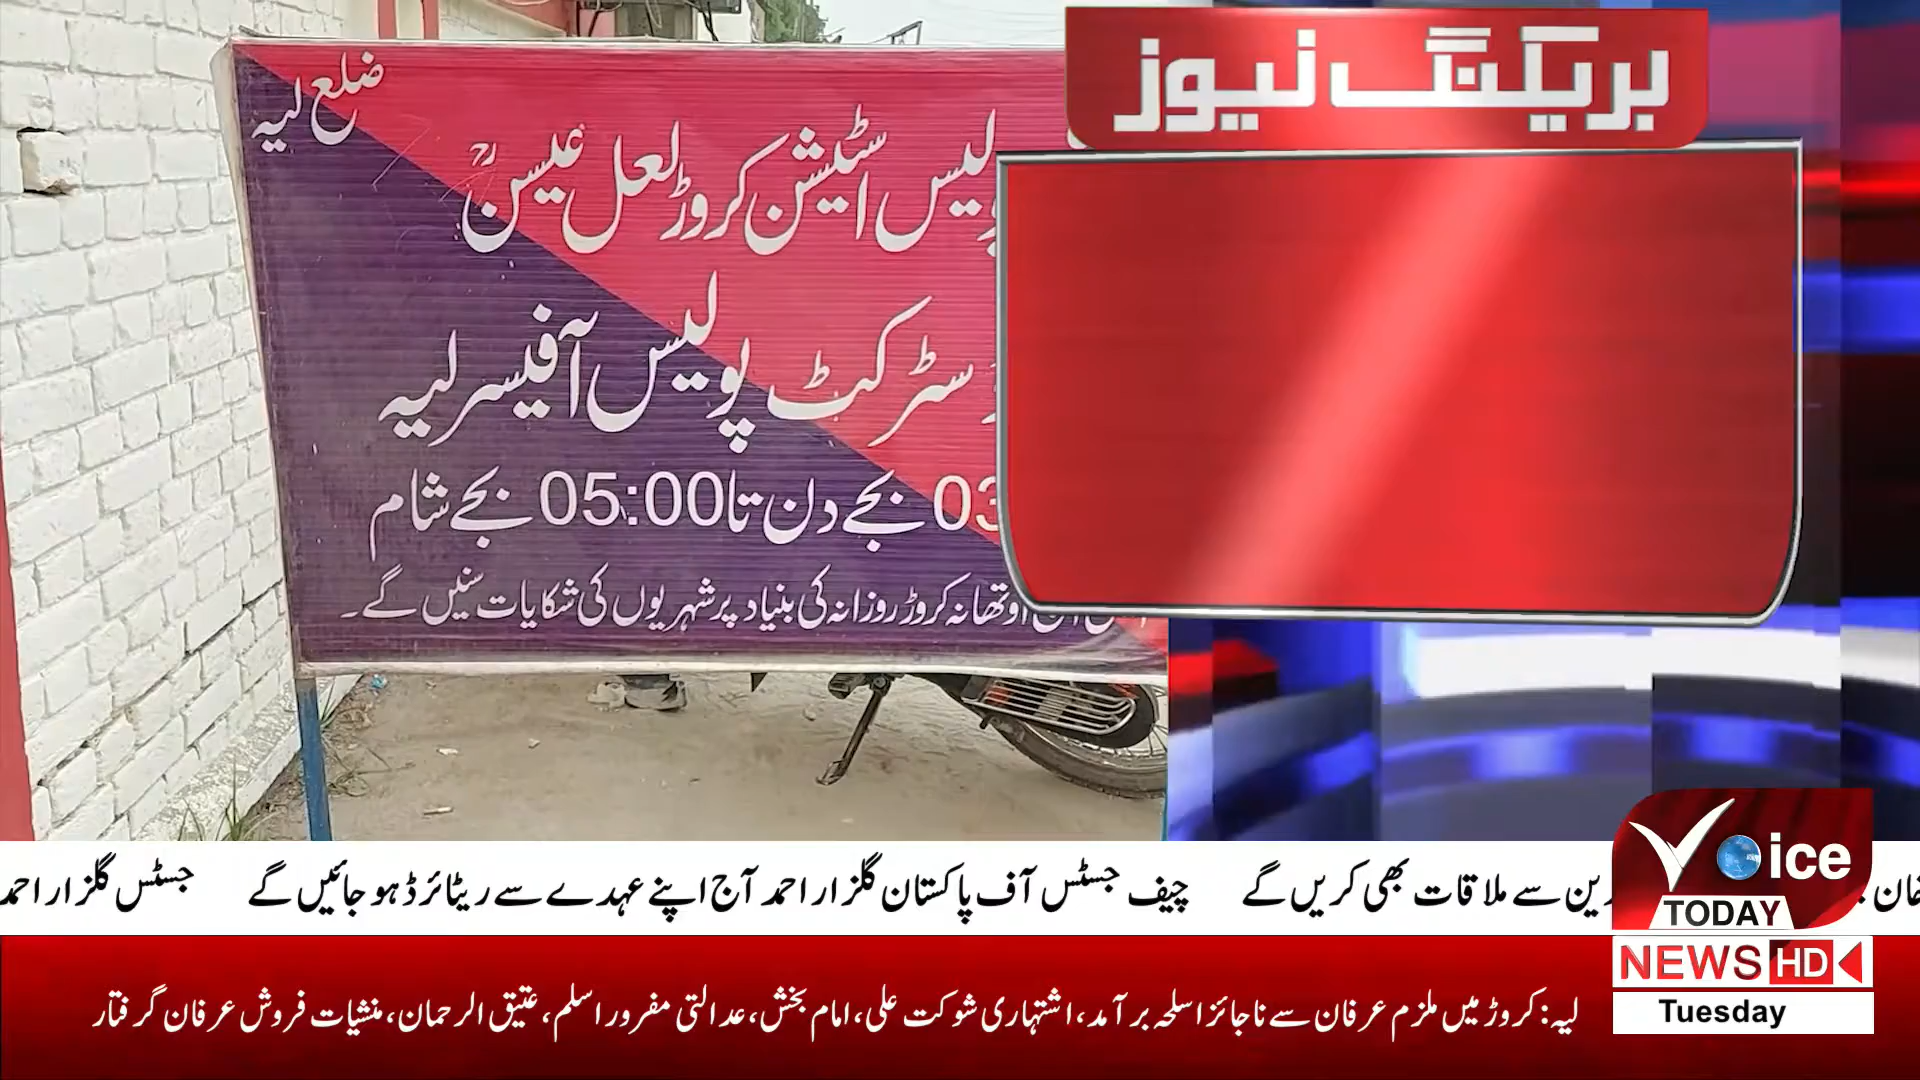 بریکنگ نیوز
ضلع لیہ
پولیس اسٹیشن کروڑ لعل عیسنؒ
سٹرکٹ پولیس آفیسر لیہ
03 بجے دن تا 05:00 بجے شام
او تھانہ کروڑ روزانہ کی بنیاد پر شہریوں کی شکایات سنیں گے۔
رین سے ملاقات بھی کریں گے
چیف جسٹس آف پاکستان گلزار احمد آج اپنے عہدے سے ریٹائرڈ ہو جائیں گے
جسٹس گلزار احمد
Voice
TODAY
NEWS HD
Tuesday
لیہ: کروڑ میں ملزم عرفان سے ناجائز اسلحہ برآمد، اشتہاری شوکت علی، امام بخش، عدالتی مفرور اسلم، عتیق الرحمان، منشیات فروش عرفان گرفتار